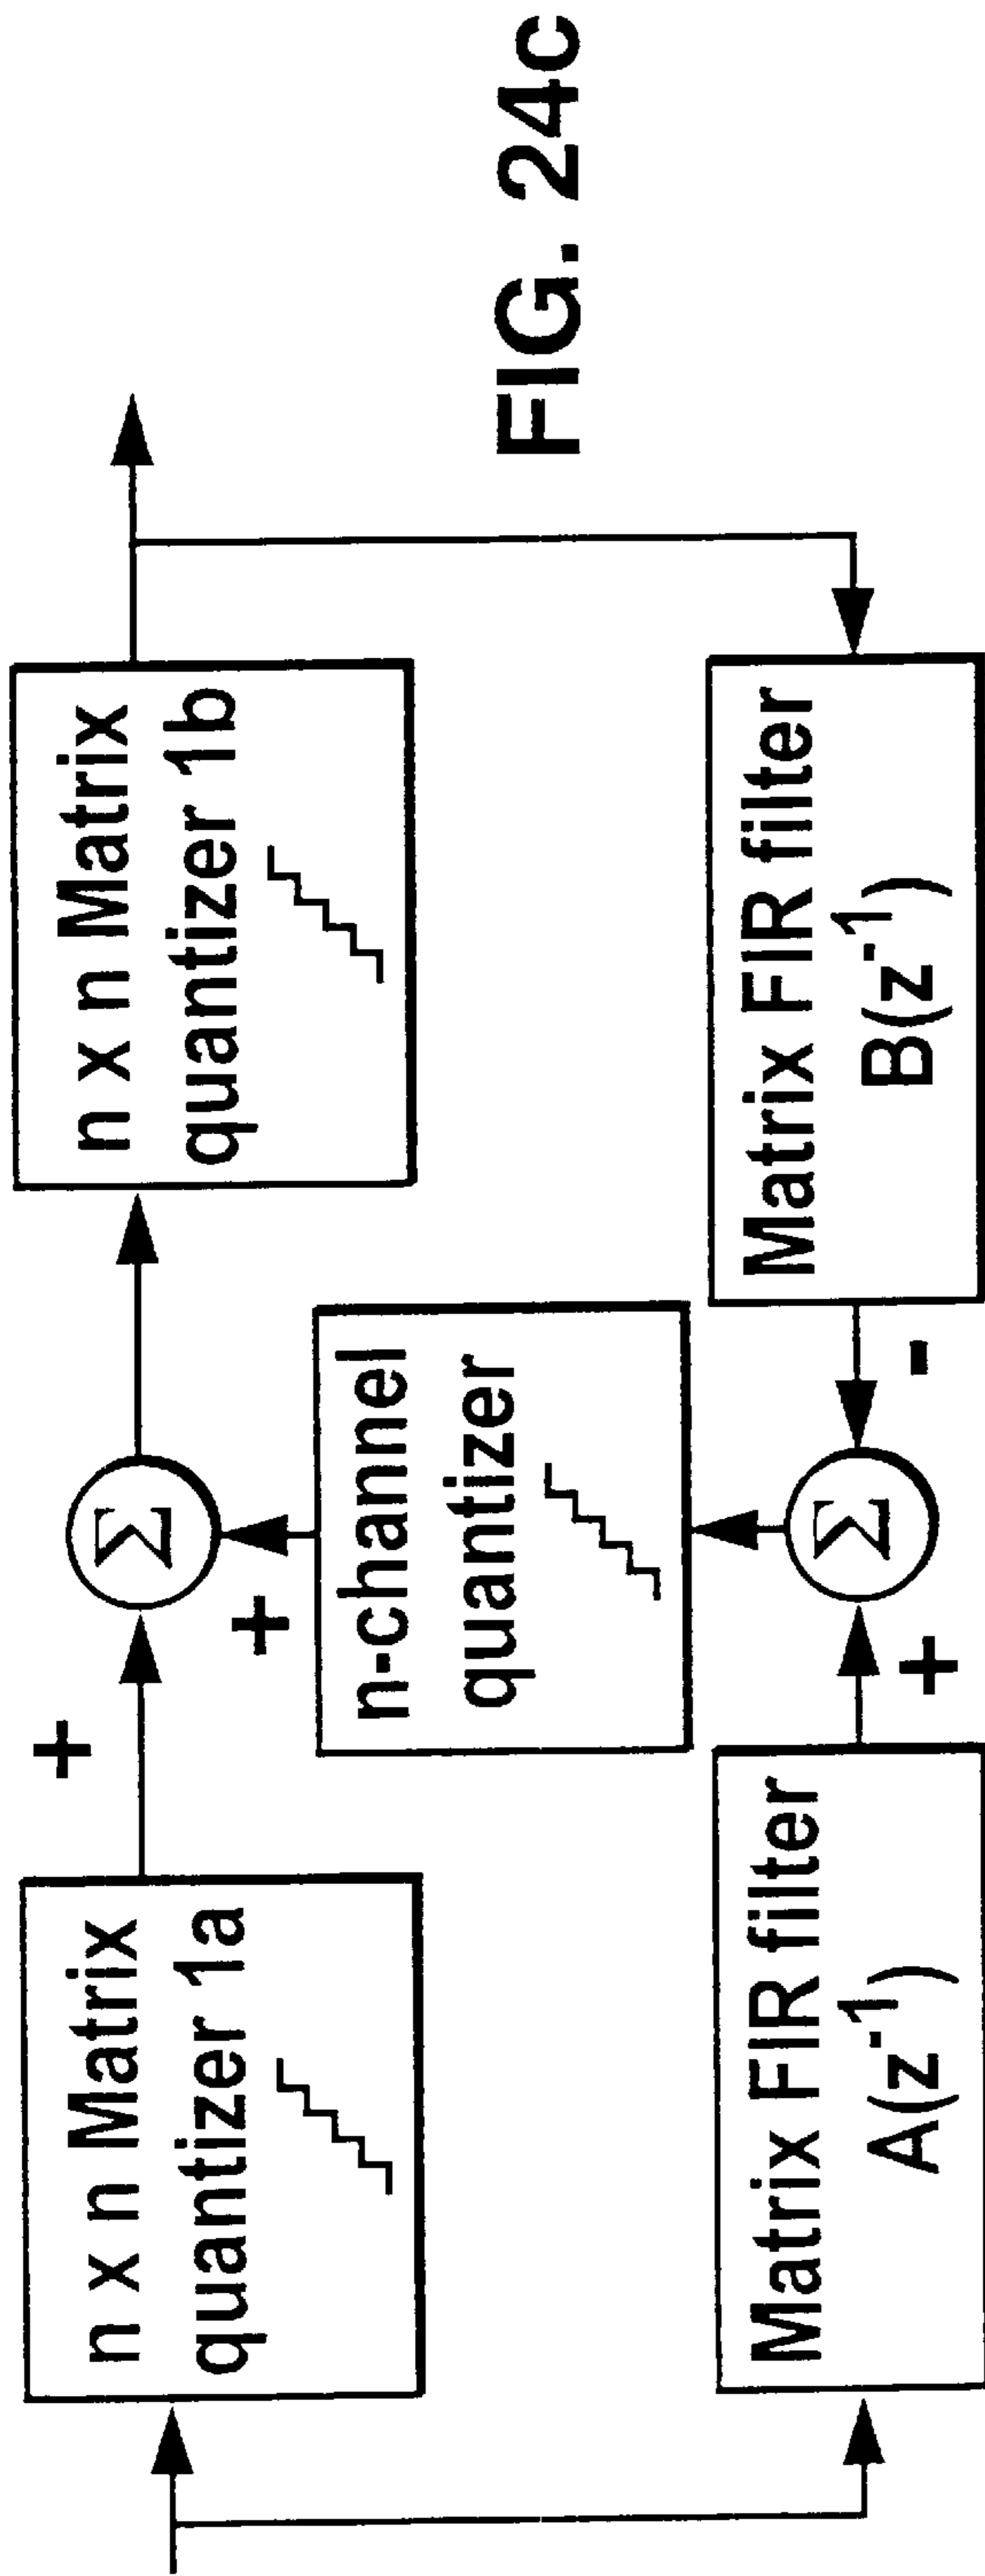 n x n Matrix
quantizer 1a
+
Σ
n x n Matrix
quantizer 1b
+
n-channel
quantizer
Matrix FIR filter
A(z⁻¹)
+
Σ
-
Matrix FIR filter
B(z⁻¹)
FIG. 24c